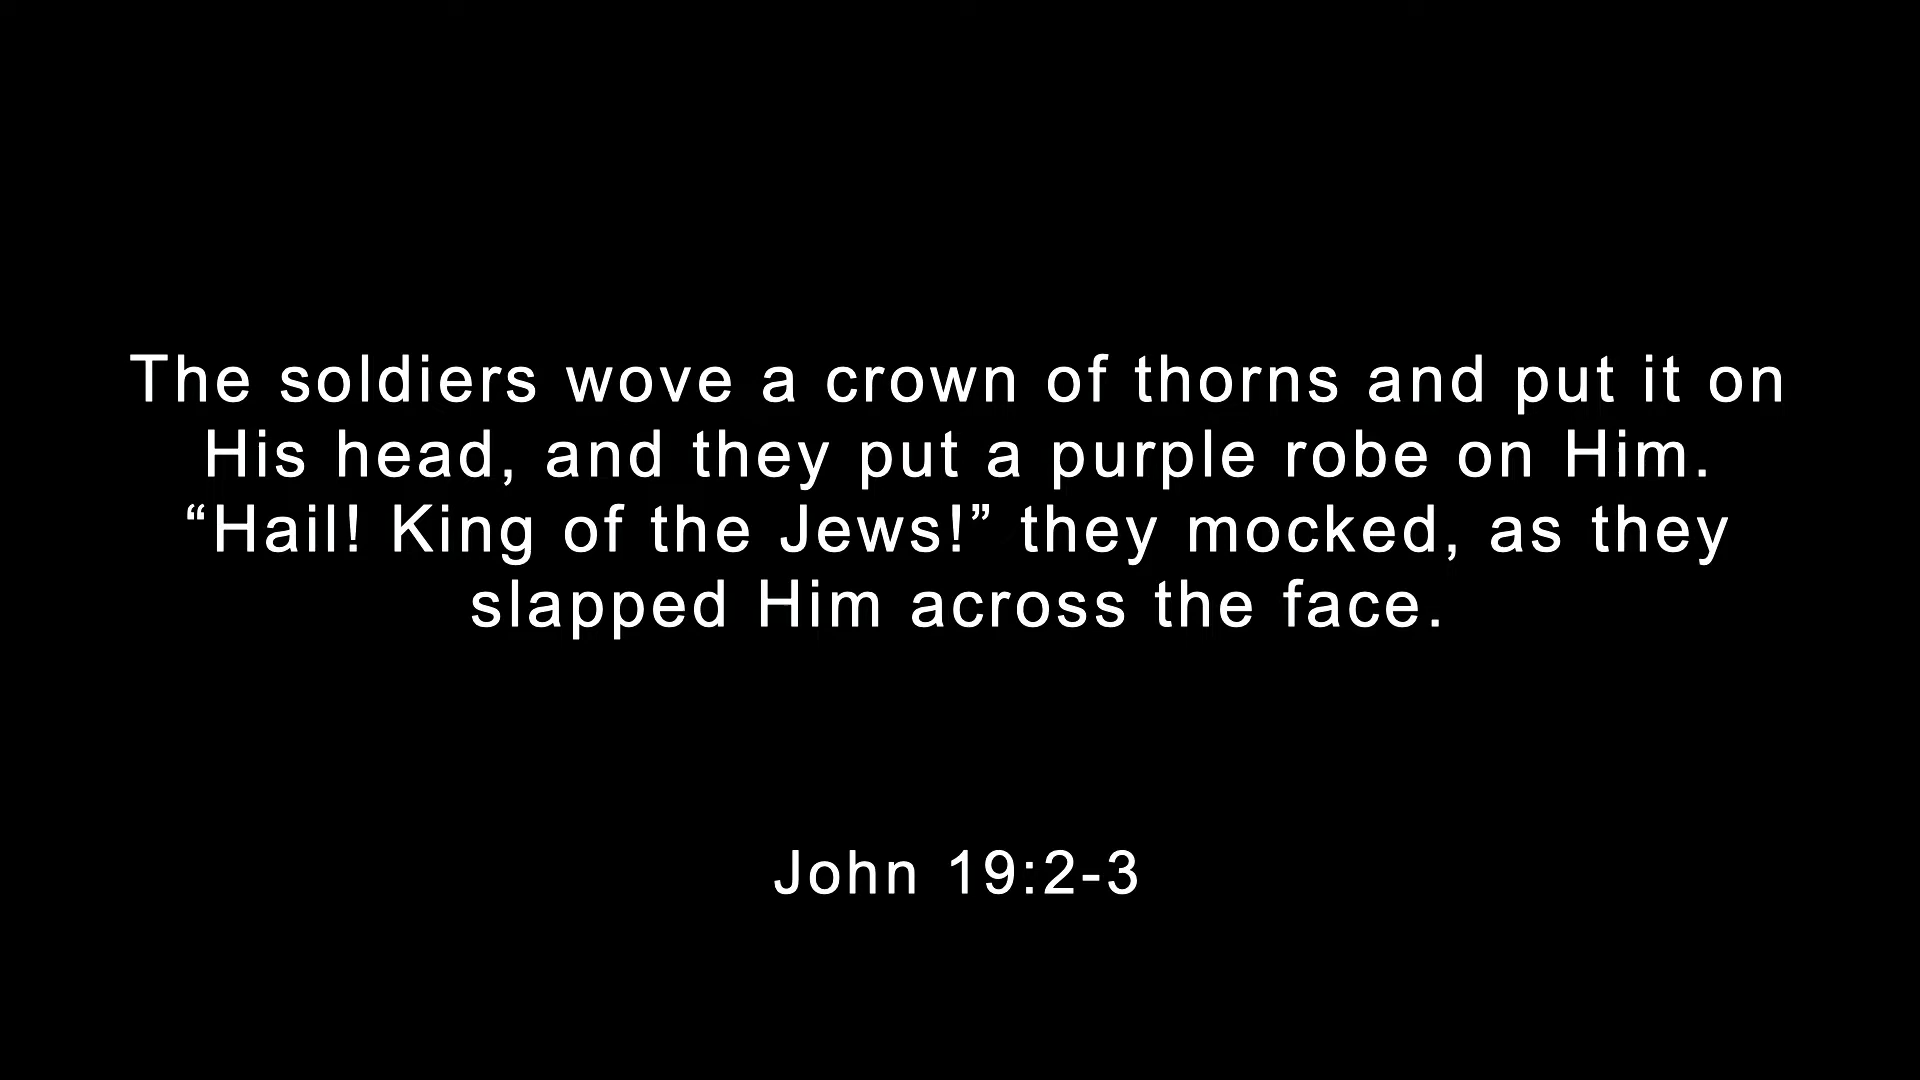 The soldiers wove a crown of thorns and put it on
His head, and they put a purple robe on Him.
“Hail! King of the Jews!” they mocked, as they
slapped Him across the face.
John 19:2-3